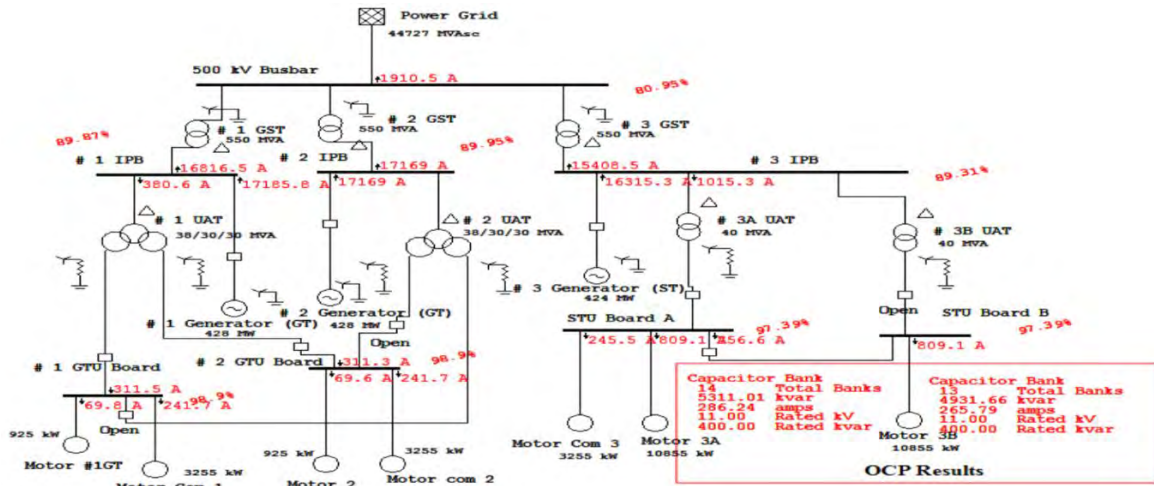 Power Grid
44727 MVAsc
500 kV Busbar
1910.5 A
80.95%
# 1 GST
550 MVA
# 2 GST
550 MVA
# 3 GST
550 MVA
89.87%
# 1 IPB
16816.5 A
380.6 A
17185.8 A
# 2 IPB
89.95%
17169 A
17169 A
15408.5 A
16315.3 A
1015.3 A
# 3 IPB
89.31%
# 1 UAT
38/30/30 MVA
# 2 UAT
38/30/30 MVA
# 3A UAT
40 MVA
# 3B UAT
40 MVA
# 1 Generator (GT)
428 MW
# 2 Generator (GT)
428 MW
# 3 Generator (ST)
424 MW
Open
Open
STU Board A
97.39%
STU Board B
97.39%
245.5 A
809.1 A
456.6 A
809.1 A
# 1 GTU Board
311.5 A
69.8 A
241.7 A
98.9%
Open
# 2 GTU Board
311.3 A
98.9%
69.6 A
241.7 A
925 kW
Motor #1GT
3255 kW
Motor Com 1
925 kW
Motor 2
3255 kW
Motor com 2
Motor Com 3
3255 kW
Motor 3A
10855 kW
Motor 3B
10855 kW
Capacitor Bank
14 Total Banks
5311.01 kvar
286.24 amps
11.00 Rated kV
400.00 Rated kvar
Capacitor Bank
13 Total Banks
4931.66 kvar
265.79 amps
11.00 Rated kV
400.00 Rated kvar
OCP Results